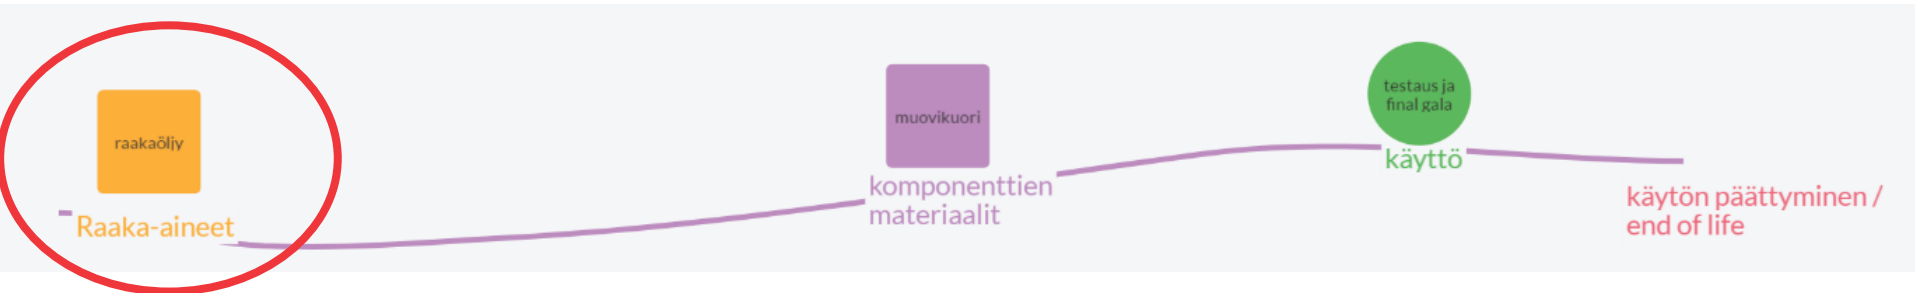 raakaöljy
Raaka-aineet
muovikuori
komponenttien
materiaalit
testaus ja
final gala
käyttö
käytön päättyminen /
end of life